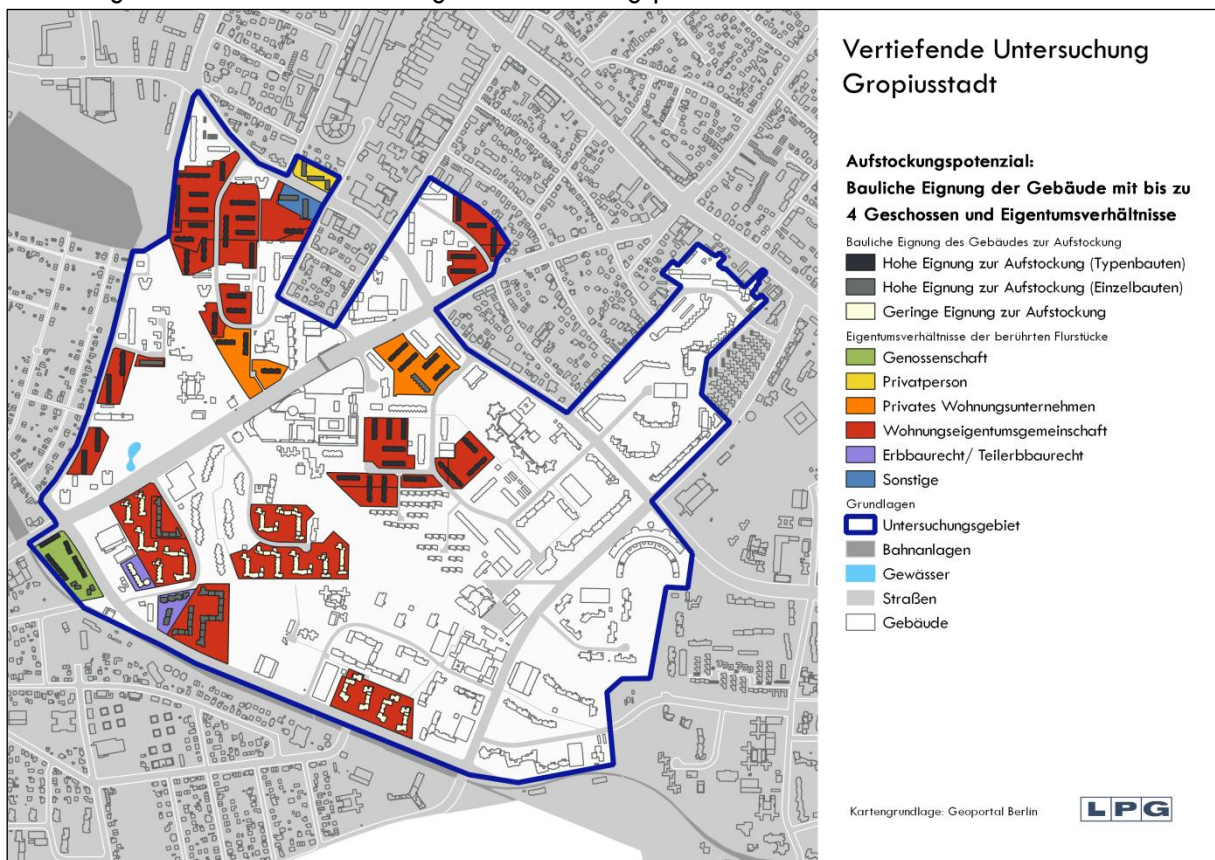 Vertiefende Untersuchung
Gropiusstadt
Aufstockungspotenzial:
Bauliche Eignung der Gebäude mit bis zu
4 Geschossen und Eigentumsverhältnisse
Bauliche Eignung des Gebäudes zur Aufstockung
Hohe Eignung zur Aufstockung (Typenbauten)
Hohe Eignung zur Aufstockung (Einzelbauten)
Geringe Eignung zur Aufstockung
Eigentumsverhältnisse der berührten Flurstücke
Genossenschaft
Privatperson
Privates Wohnungsunternehmen
Wohnungseigentumsgemeinschaft
Erbbaurecht/ Teilerbbaurecht
Sonstige
Grundlagen
Untersuchungsgebiet
Bahnanlagen
Gewässer
Straßen
Gebäude
Kartengrundlage: Geoportal Berlin
LPG